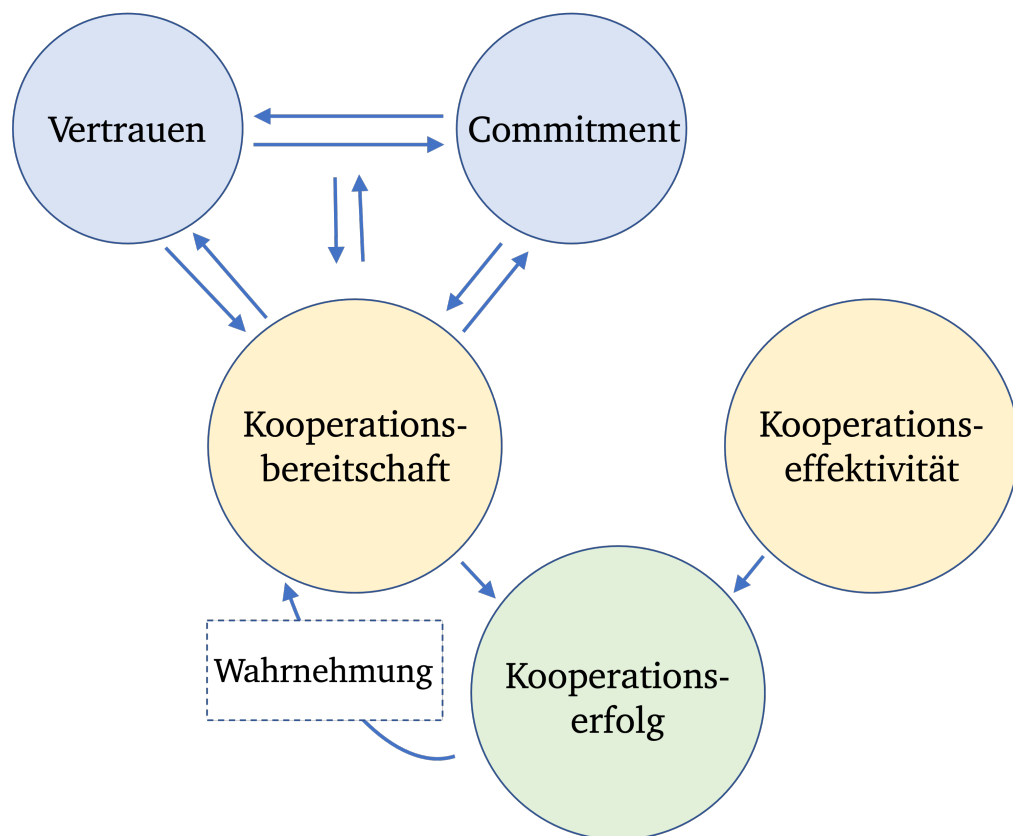 Vertrauen
Commitment
Kooperations-
bereitschaft
Kooperations-
effektivität
Wahrnehmung
Kooperations-
erfolg